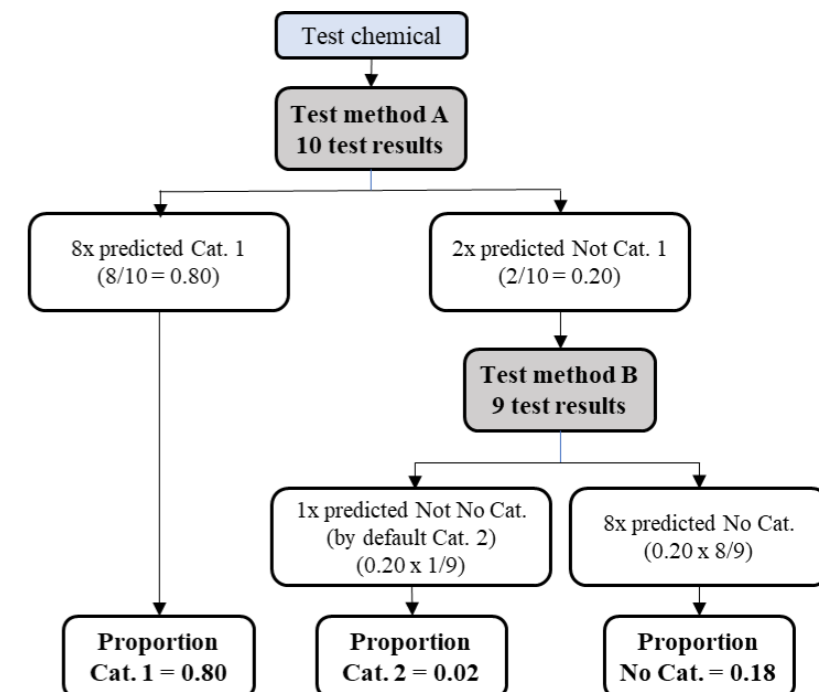 Test chemical
Test method A
10 test results
8x predicted Cat. 1
(8/10 = 0.80)
2x predicted Not Cat. 1
(2/10 = 0.20)
Test method B
9 test results
1x predicted Not No Cat.
(by default Cat. 2)
(0.20 x 1/9)
8x predicted No Cat.
(0.20 x 8/9)
Proportion
Cat. 1 = 0.80
Proportion
Cat. 2 = 0.02
Proportion
No Cat. = 0.18